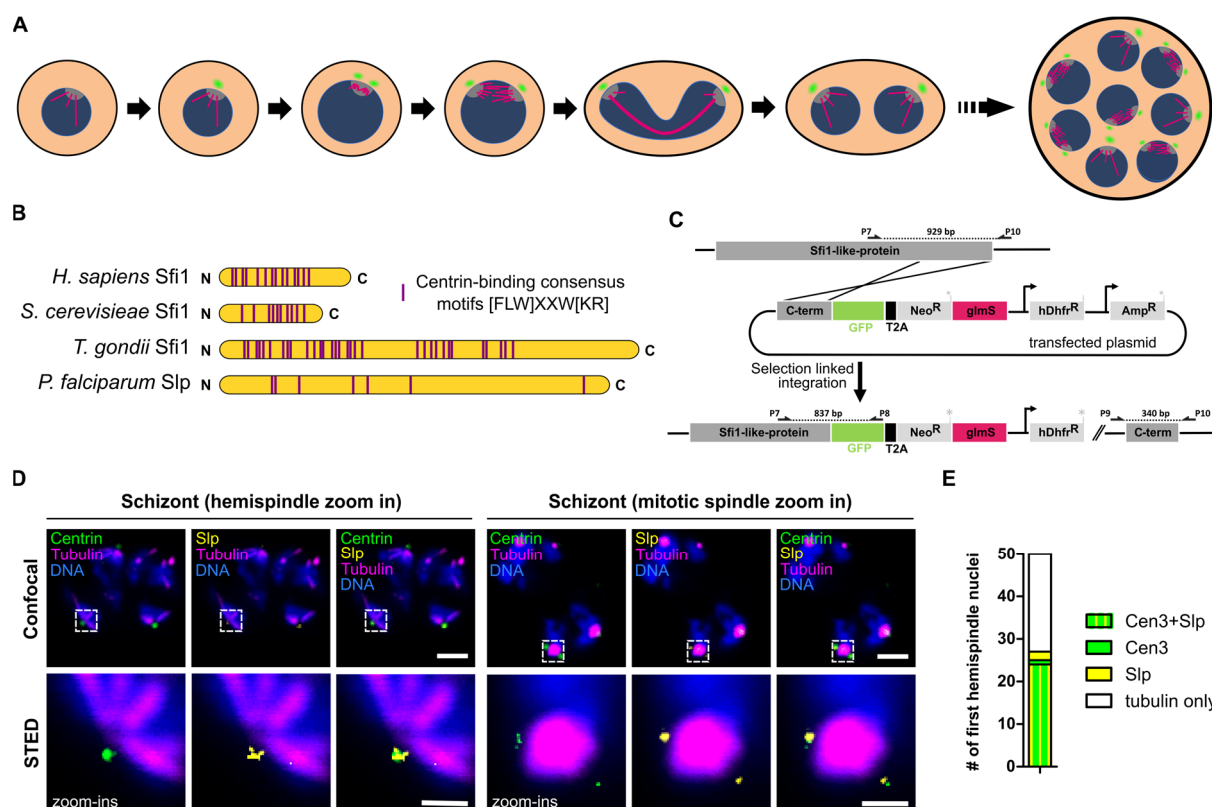 A
B
H. sapiens Sfi1 N C
S. cerevisieae Sfi1 N C
T. gondii Sfi1 N C
P. falciparum Slp N C
Centrin-binding consensus
motifs [FLW]XXW[KR]
C
P7 929 bp P10
Sfi1-like-protein
C-term GFP T2A NeoR * glmS hDhfrR AmpR *
transfected plasmid
Selection linked
integration
P7 837 bp P8 P9 340 bp P10
Sfi1-like-protein GFP T2A NeoR * glmS hDhfrR * // C-term
D
Schizont (hemispindle zoom in)
Schizont (mitotic spindle zoom in)
Confocal
Centrin
Tubulin
DNA
Slp
Tubulin
DNA
Centrin
Slp
Tubulin
DNA
Centrin
Tubulin
DNA
Slp
Tubulin
DNA
Centrin
Slp
Tubulin
DNA
STED
zoom-ins
zoom-ins
E
# of first hemispindle nuclei
50
40
30
20
10
0
Cen3+Slp
Cen3
Slp
tubulin only